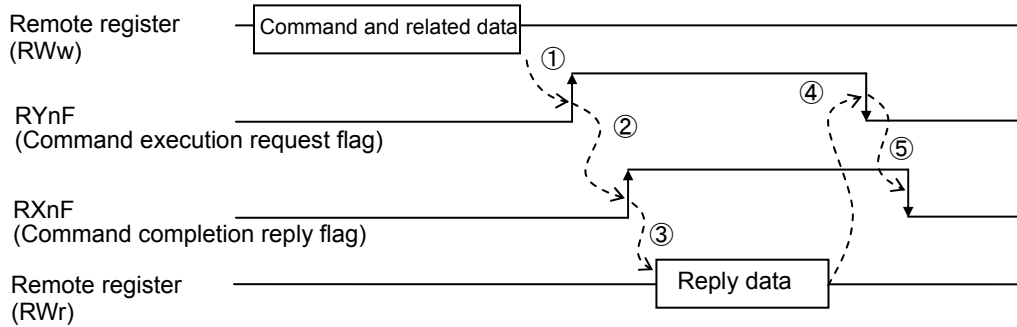 Remote register
(RWw)
Command and related data
①
RYnF
(Command execution request flag)
②
④
⑤
RXnF
(Command completion reply flag)
③
Remote register
(RWr)
Reply data